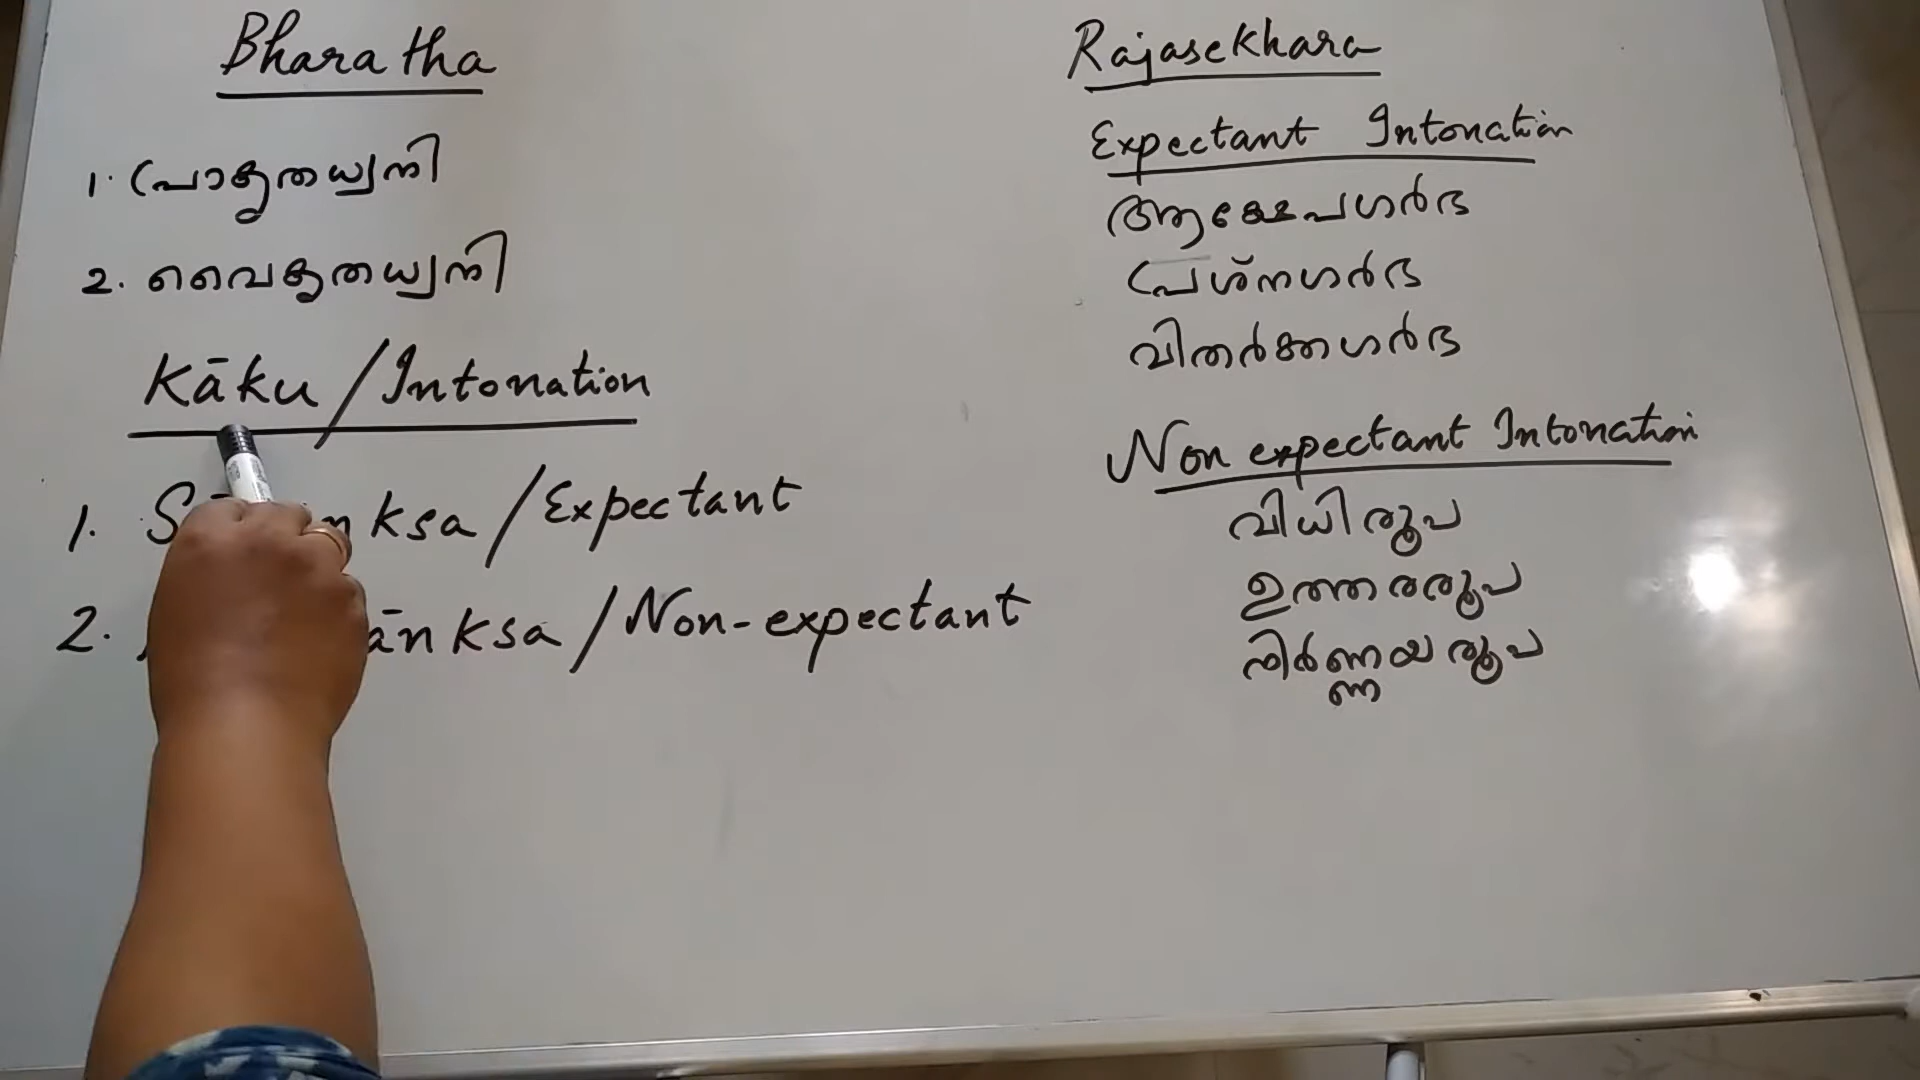 Bharatha
1. പ്രാകൃതധ്വനി
2. വൈകൃതധ്വനി
Kāku / Intonation
1. ksa / Expectant
2. ānksa / Non-expectant
Rajasekhara
Expectant Intonation
ആക്ഷേപഗർഭ
പ്രശ്നഗർഭ
വിതർക്കഗർഭ
Non expectant Intonation
വിധിരൂപ
ഉത്തരരൂപ
നിർണ്ണയരൂപ
ണ്ണ